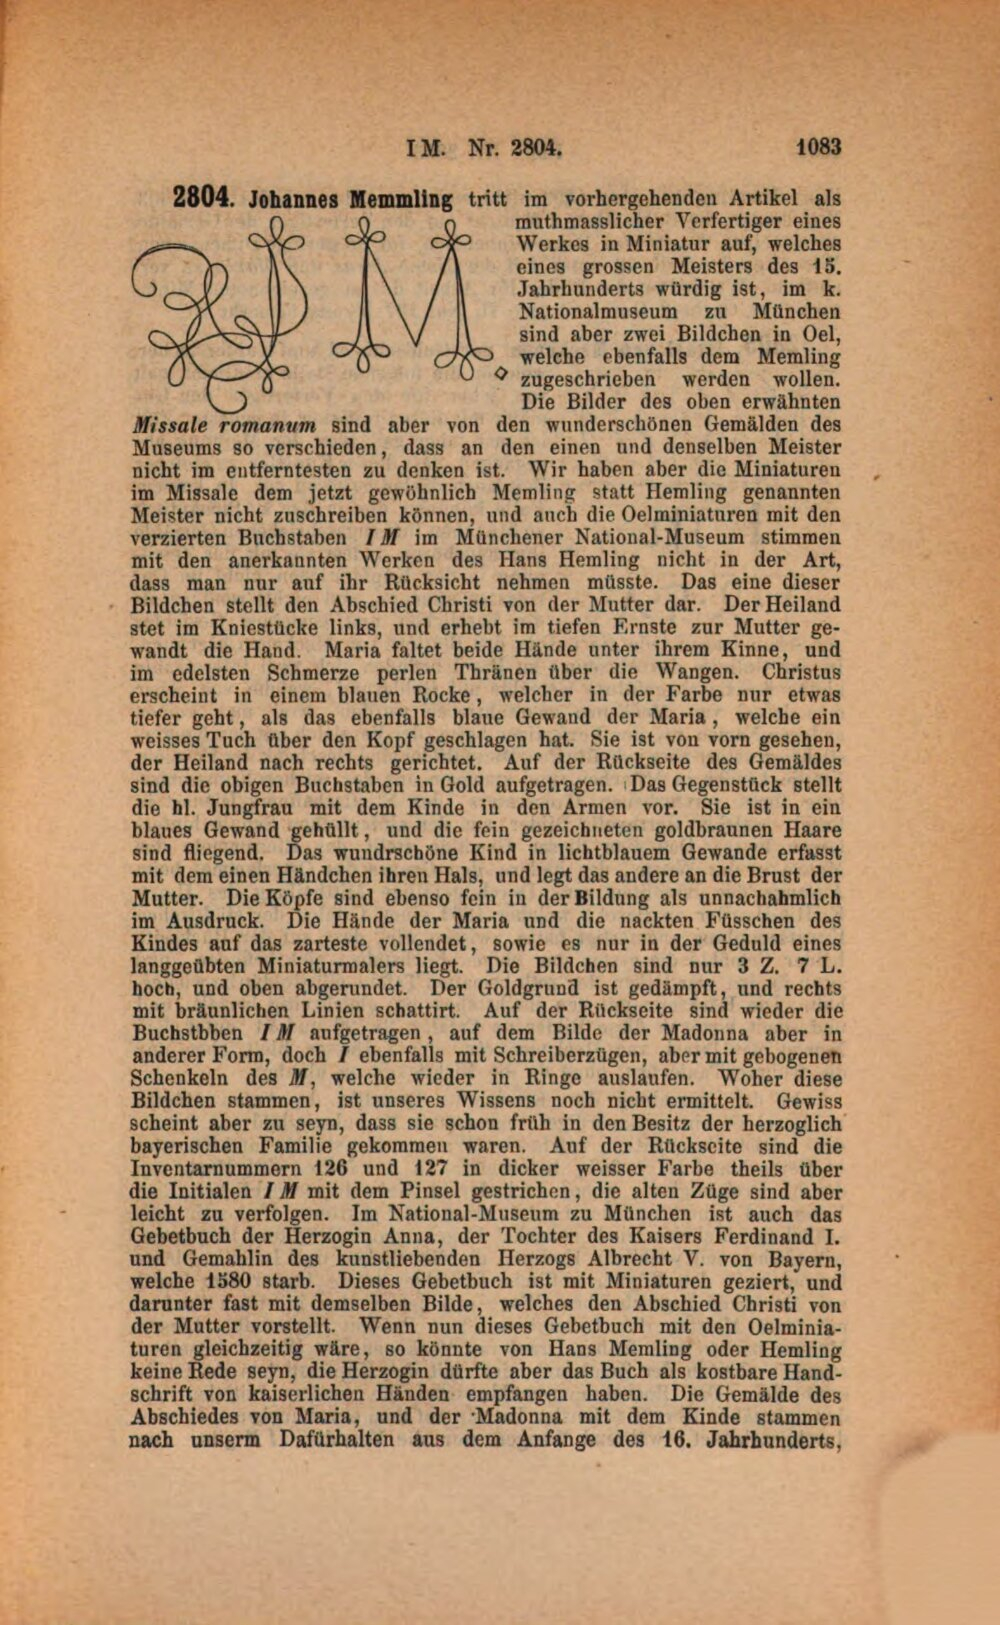 IM. Nr. 2804. 1083
2804. Johannes Memmling tritt im vorhergehenden Artikel als
muthmasslicher Verfertiger eines
Werkes in Miniatur auf, welches
eines grossen Meisters des 15.
Jahrhunderts würdig ist, im k.
Nationalmuseum zu München
sind aber zwei Bildchen in Oel,
welche ebenfalls dem Memling
zugeschrieben werden wollen.
Die Bilder des oben erwähnten
Missale romanum sind aber von den wunderschönen Gemälden des
Museums so verschieden, dass an den einen und denselben Meister
nicht im entferntesten zu denken ist. Wir haben aber die Miniaturen
im Missale dem jetzt gewöhnlich Memling statt Hemling genannten
Meister nicht zuschreiben können, und auch die Oelminiaturen mit den
verzierten Buchstaben IM im Münchener National-Museum stimmen
mit den anerkannten Werken des Hans Hemling nicht in der Art,
dass man nur auf ihr Rücksicht nehmen müsste. Das eine dieser
Bildchen stellt den Abschied Christi von der Mutter dar. Der Heiland
stet im Kniestücke links, und erhebt im tiefen Ernste zur Mutter ge-
wandt die Hand. Maria faltet beide Hände unter ihrem Kinne, und
im edelsten Schmerze perlen Thränen über die Wangen. Christus
erscheint in einem blauen Rocke, welcher in der Farbe nur etwas
tiefer geht, als das ebenfalls blaue Gewand der Maria, welche ein
weisses Tuch über den Kopf geschlagen hat. Sie ist von vorn gesehen,
der Heiland nach rechts gerichtet. Auf der Rückseite des Gemäldes
sind die obigen Buchstaben in Gold aufgetragen. Das Gegenstück stellt
die hl. Jungfrau mit dem Kinde in den Armen vor. Sie ist in ein
blaues Gewand gehüllt, und die fein gezeichneten goldbraunen Haare
sind fliegend. Das wundrschöne Kind in lichtblauem Gewande erfasst
mit dem einen Händchen ihren Hals, und legt das andere an die Brust der
Mutter. Die Köpfe sind ebenso fein in der Bildung als unnachahmlich
im Ausdruck. Die Hände der Maria und die nackten Füsschen des
Kindes auf das zarteste vollendet, sowie es nur in der Geduld eines
langgeübten Miniaturmalers liegt. Die Bildchen sind nur 3 Z. 7 L.
hoch, und oben abgerundet. Der Goldgrund ist gedämpft, und rechts
mit bräunlichen Linien schattirt. Auf der Rückseite sind wieder die
Buchstbben IM aufgetragen, auf dem Bilde der Madonna aber in
anderer Form, doch I ebenfalls mit Schreiberzügen, aber mit gebogenen
Schenkeln des M, welche wieder in Ringe auslaufen. Woher diese
Bildchen stammen, ist unseres Wissens noch nicht ermittelt. Gewiss
scheint aber zu seyn, dass sie schon früh in den Besitz der herzoglich
bayerischen Familie gekommen waren. Auf der Rückseite sind die
Inventarnummern 126 und 127 in dicker weisser Farbe theils über
die Initialen IM mit dem Pinsel gestrichen, die alten Züge sind aber
leicht zu verfolgen. Im National-Museum zu München ist auch das
Gebetbuch der Herzogin Anna, der Tochter des Kaisers Ferdinand I.
und Gemahlin des kunstliebenden Herzogs Albrecht V. von Bayern,
welche 1580 starb. Dieses Gebetbuch ist mit Miniaturen geziert, und
darunter fast mit demselben Bilde, welches den Abschied Christi von
der Mutter vorstellt. Wenn nun dieses Gebetbuch mit den Oelminia-
turen gleichzeitig wäre, so könnte von Hans Memling oder Hemling
keine Rede seyn, die Herzogin dürfte aber das Buch als kostbare Hand-
schrift von kaiserlichen Händen empfangen haben. Die Gemälde des
Abschiedes von Maria, und der Madonna mit dem Kinde stammen
nach unserm Dafürhalten aus dem Anfange des 16. Jahrhunderts,